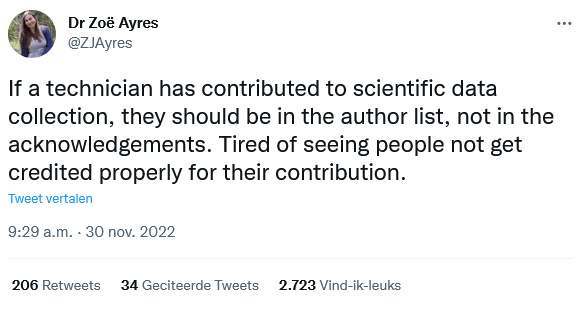 Dr Zoë Ayres
@ZJAyres
If a technician has contributed to scientific data
collection, they should be in the author list, not in the
acknowledgements. Tired of seeing people not get
credited properly for their contribution.
Tweet vertalen
9:29 a.m. · 30 nov. 2022
206 Retweets 34 Geciteerde Tweets 2.723 Vind-ik-leuks